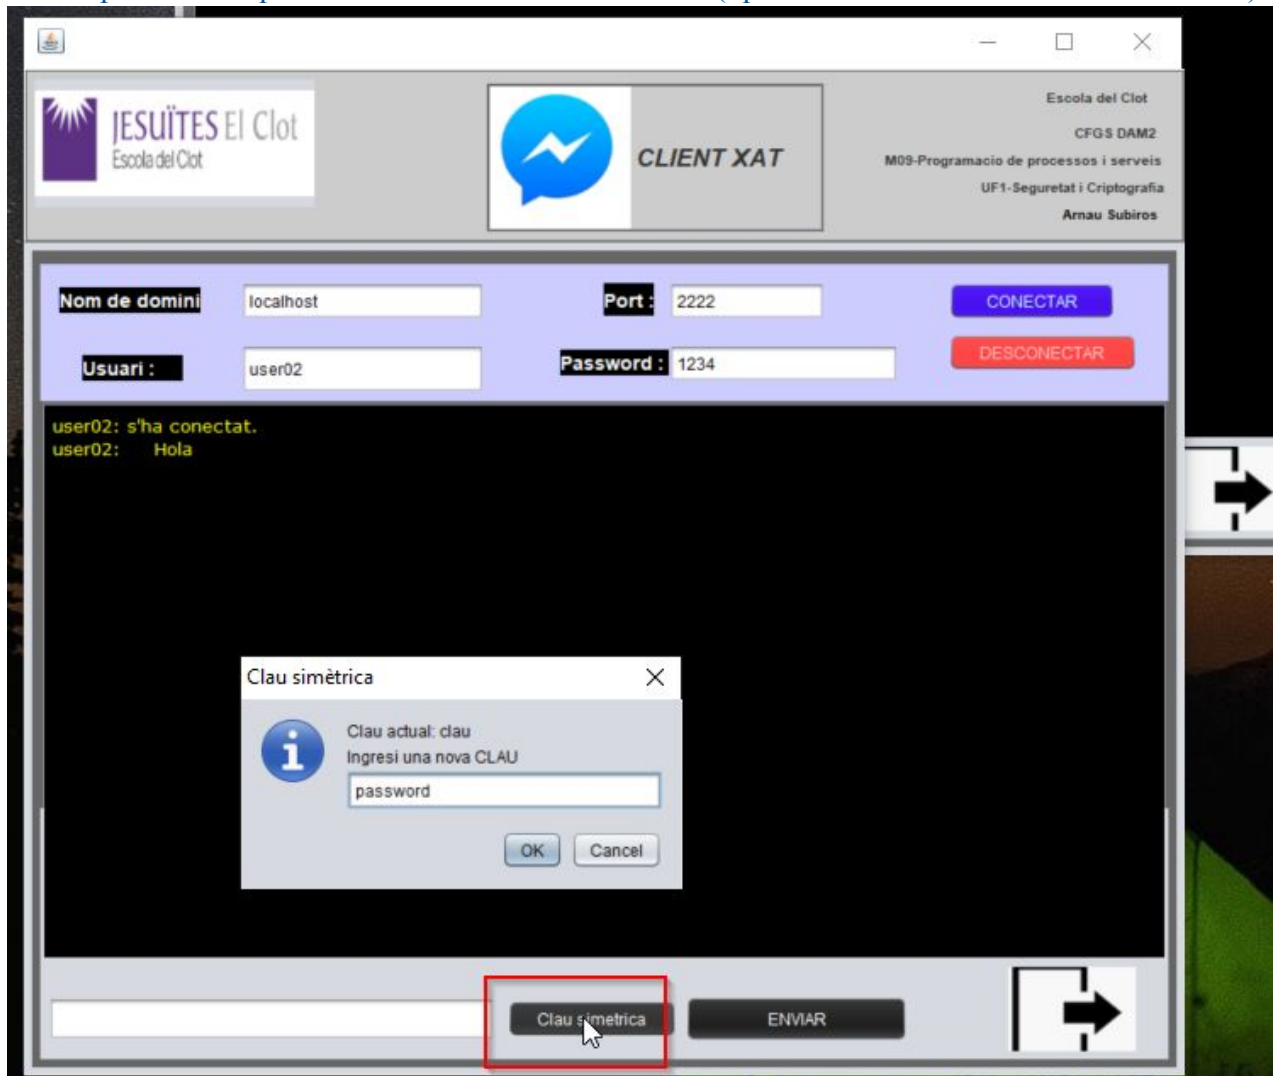 JESUÏTES El Clot
Escola del Clot
CLIENT XAT
Escola del Clot
CFGS DAM2
M09-Programacio de processos i serveis
UF1-Seguretat i Criptografia
Arnau Subiros
Nom de domini localhost Port : 2222 CONECTAR
Usuari : user02 Password : 1234 DESCONECTAR
user02: s'ha conectat.
user02: Hola
Clau simètrica
Clau actual: clau
Ingresi una nova CLAU
password
OK Cancel
Clau simetrica ENVIAR